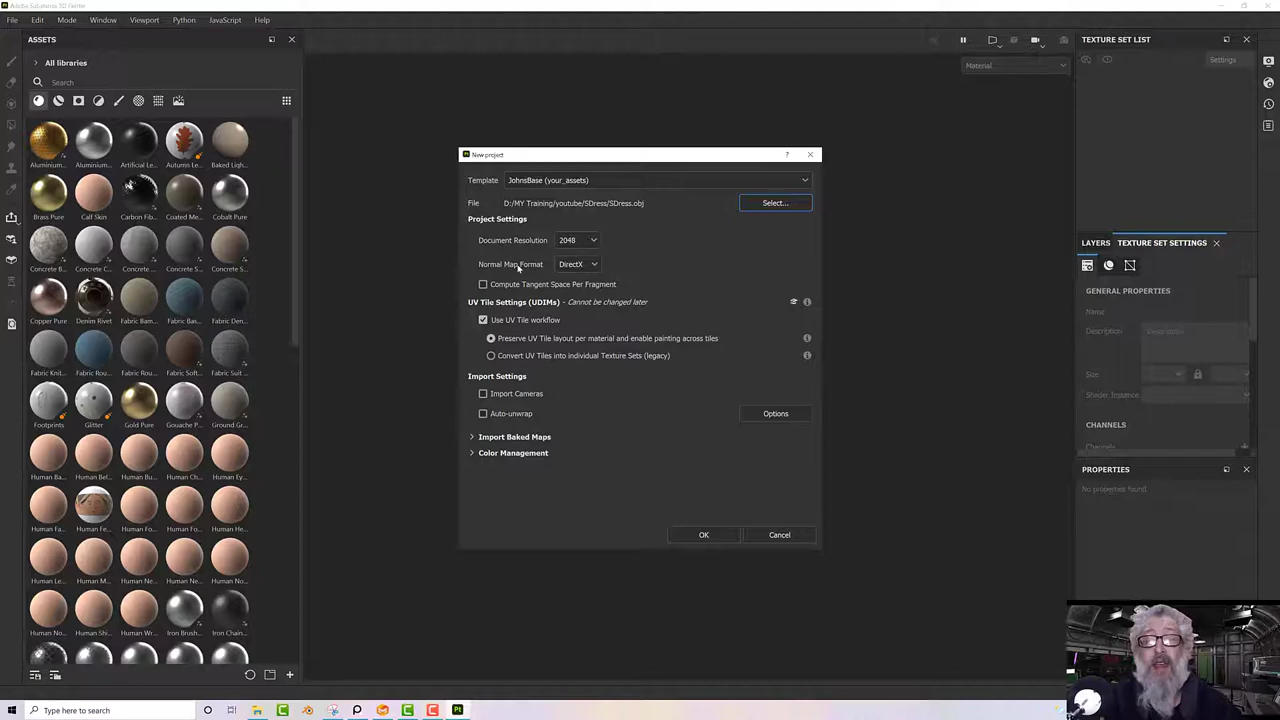 Adobe Substance 3D Painter
File Edit Mode Window Viewport Python JavaScript Help
ASSETS
All libraries
Search
Aluminium... Aluminium... Artificial Le... Autumn Le... Baked Ligh...
Brass Pure Calf Skin Carbon Fib... Coated Me... Cobalt Pure
Concrete B... Concrete C... Concrete D... Concrete S... Concrete S...
Copper Pure Denim Rivet Fabric Bam... Fabric Bas... Fabric Den...
Fabric Knit... Fabric Rou... Fabric Rou... Fabric Soft... Fabric Suit ...
Footprints Glitter Gold Pure Gouache P... Ground Gr...
Human Ba... Human Bel... Human Bu... Human Ch... Human Ey...
Human Fa... Human Fe... Human Fo... Human Fo... Human He...
Human Le... Human M... Human Ne... Human Ne... Human No...
Human No... Human Shi... Human Wr... Iron Brush... Iron Chain...
Material
New project
Template JohnsBase (your_assets)
File D:/MY Training/youtube/SDress/SDress.obj Select...
Project Settings
Document Resolution 2048
Normal Map Format DirectX
Compute Tangent Space Per Fragment
UV Tile Settings (UDIMs) - Cannot be changed later
Use UV Tile workflow
Preserve UV Tile layout per material and enable painting across tiles
Convert UV Tiles into individual Texture Sets (legacy)
Import Settings
Import Cameras
Auto-unwrap Options
Import Baked Maps
Color Management
OK Cancel
TEXTURE SET LIST
Settings
LAYERS TEXTURE SET SETTINGS
GENERAL PROPERTIES
Name
Description Description
Size
Shader Instance
CHANNELS
Channels
PROPERTIES
No properties found
Type here to search
Pt